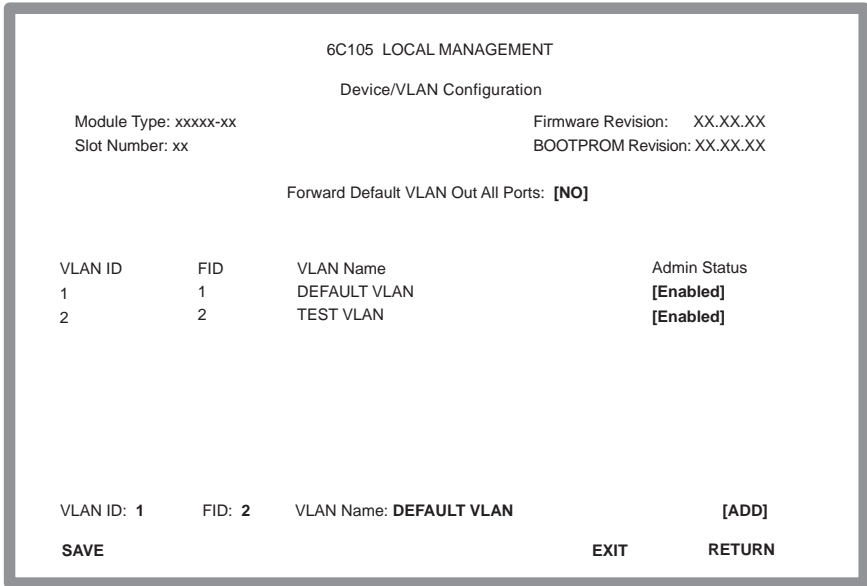 6C105 LOCAL MANAGEMENT
Device/VLAN Configuration
Module Type: xxxxx-xx Firmware Revision: XX.XX.XX
Slot Number: xx BOOTPROM Revision: XX.XX.XX
Forward Default VLAN Out All Ports: [NO]
VLAN ID FID VLAN Name Admin Status
1 1 DEFAULT VLAN [Enabled]
2 2 TEST VLAN [Enabled]
VLAN ID: 1 FID: 2 VLAN Name: DEFAULT VLAN [ADD]
SAVE EXIT RETURN